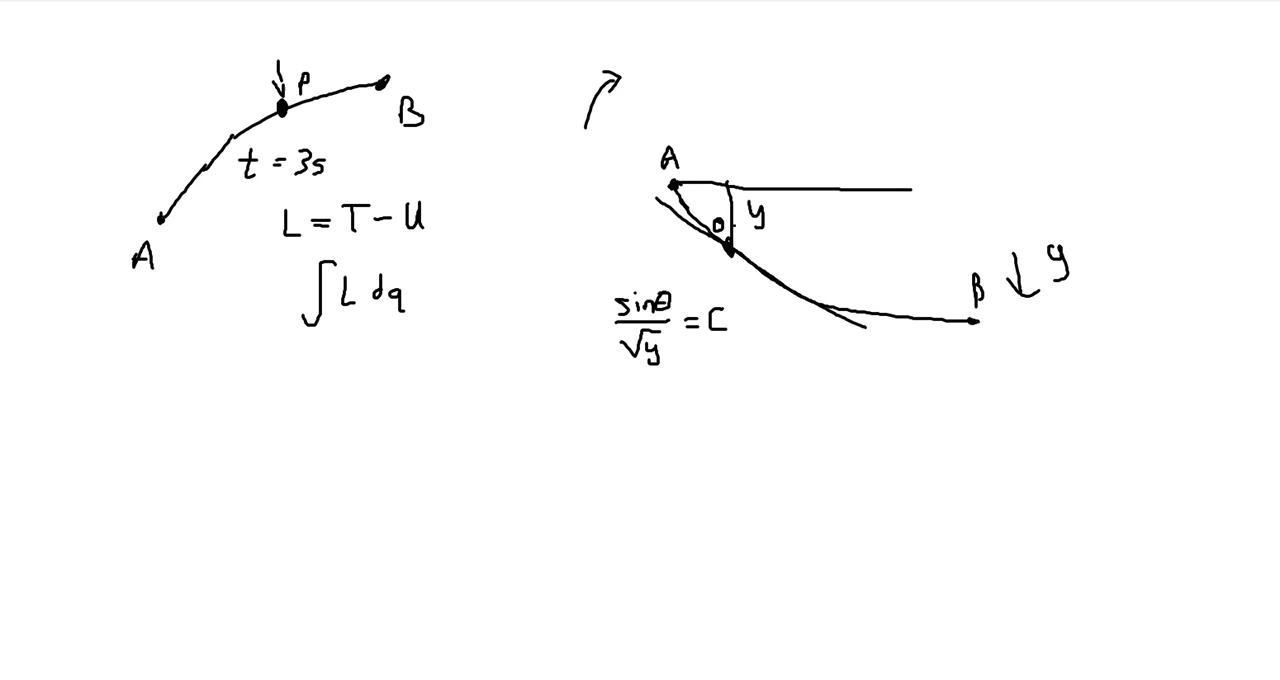 P
B
t = 3s
L = T - U
A
∫ L dq
A
y
θ
B
g
sinθ / √y = C